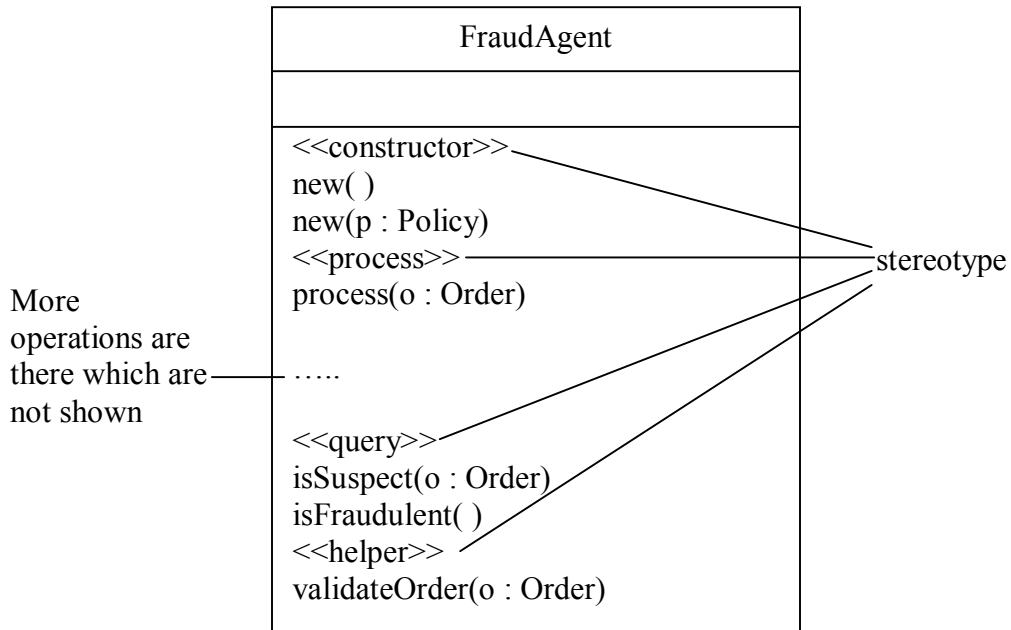 FraudAgent
<<constructor>>
new( )
new(p : Policy)
<<process>>
process(o : Order)
…..
<<query>>
isSuspect(o : Order)
isFraudulent( )
<<helper>>
validateOrder(o : Order)
stereotype
More
operations are
there which are
not shown